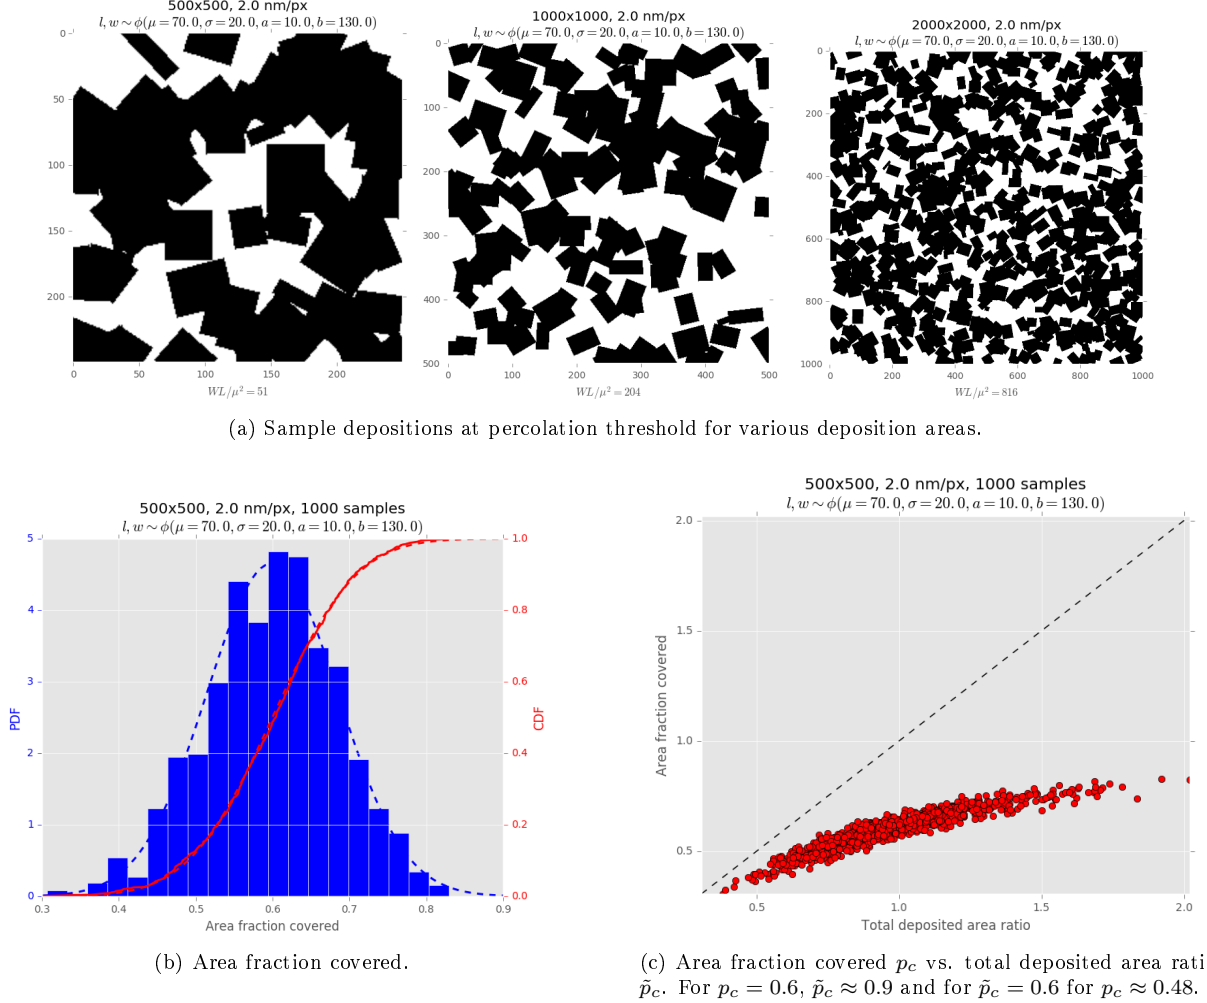 500x500, 2.0 nm/px
l, w ∼ ϕ(μ = 70.0, σ = 20.0, a = 10.0, b = 130.0)
0
50
100
150
200
0 50 100 150 200
WL/μ² = 51
1000x1000, 2.0 nm/px
l, w ∼ ϕ(μ = 70.0, σ = 20.0, a = 10.0, b = 130.0)
0
100
200
300
400
500
0 100 200 300 400 500
WL/μ² = 204
2000x2000, 2.0 nm/px
l, w ∼ ϕ(μ = 70.0, σ = 20.0, a = 10.0, b = 130.0)
0
200
400
600
800
1000
0 200 400 600 800 1000
WL/μ² = 816
(a) Sample depositions at percolation threshold for various deposition areas.
500x500, 2.0 nm/px, 1000 samples
l, w ∼ ϕ(μ = 70.0, σ = 20.0, a = 10.0, b = 130.0)
5
4
3
2
1
0
PDF
1.0
0.8
0.6
0.4
0.2
0.0
CDF
0.3 0.4 0.5 0.6 0.7 0.8 0.9
Area fraction covered
(b) Area fraction covered.
500x500, 2.0 nm/px, 1000 samples
l, w ∼ ϕ(μ = 70.0, σ = 20.0, a = 10.0, b = 130.0)
2.0
1.5
1.0
0.5
Area fraction covered
0.5 1.0 1.5 2.0
Total deposited area ratio
(c) Area fraction covered p_c vs. total deposited area rati
p̃_c. For p_c = 0.6, p̃_c ≈ 0.9 and for p̃_c = 0.6 for p_c ≈ 0.48.